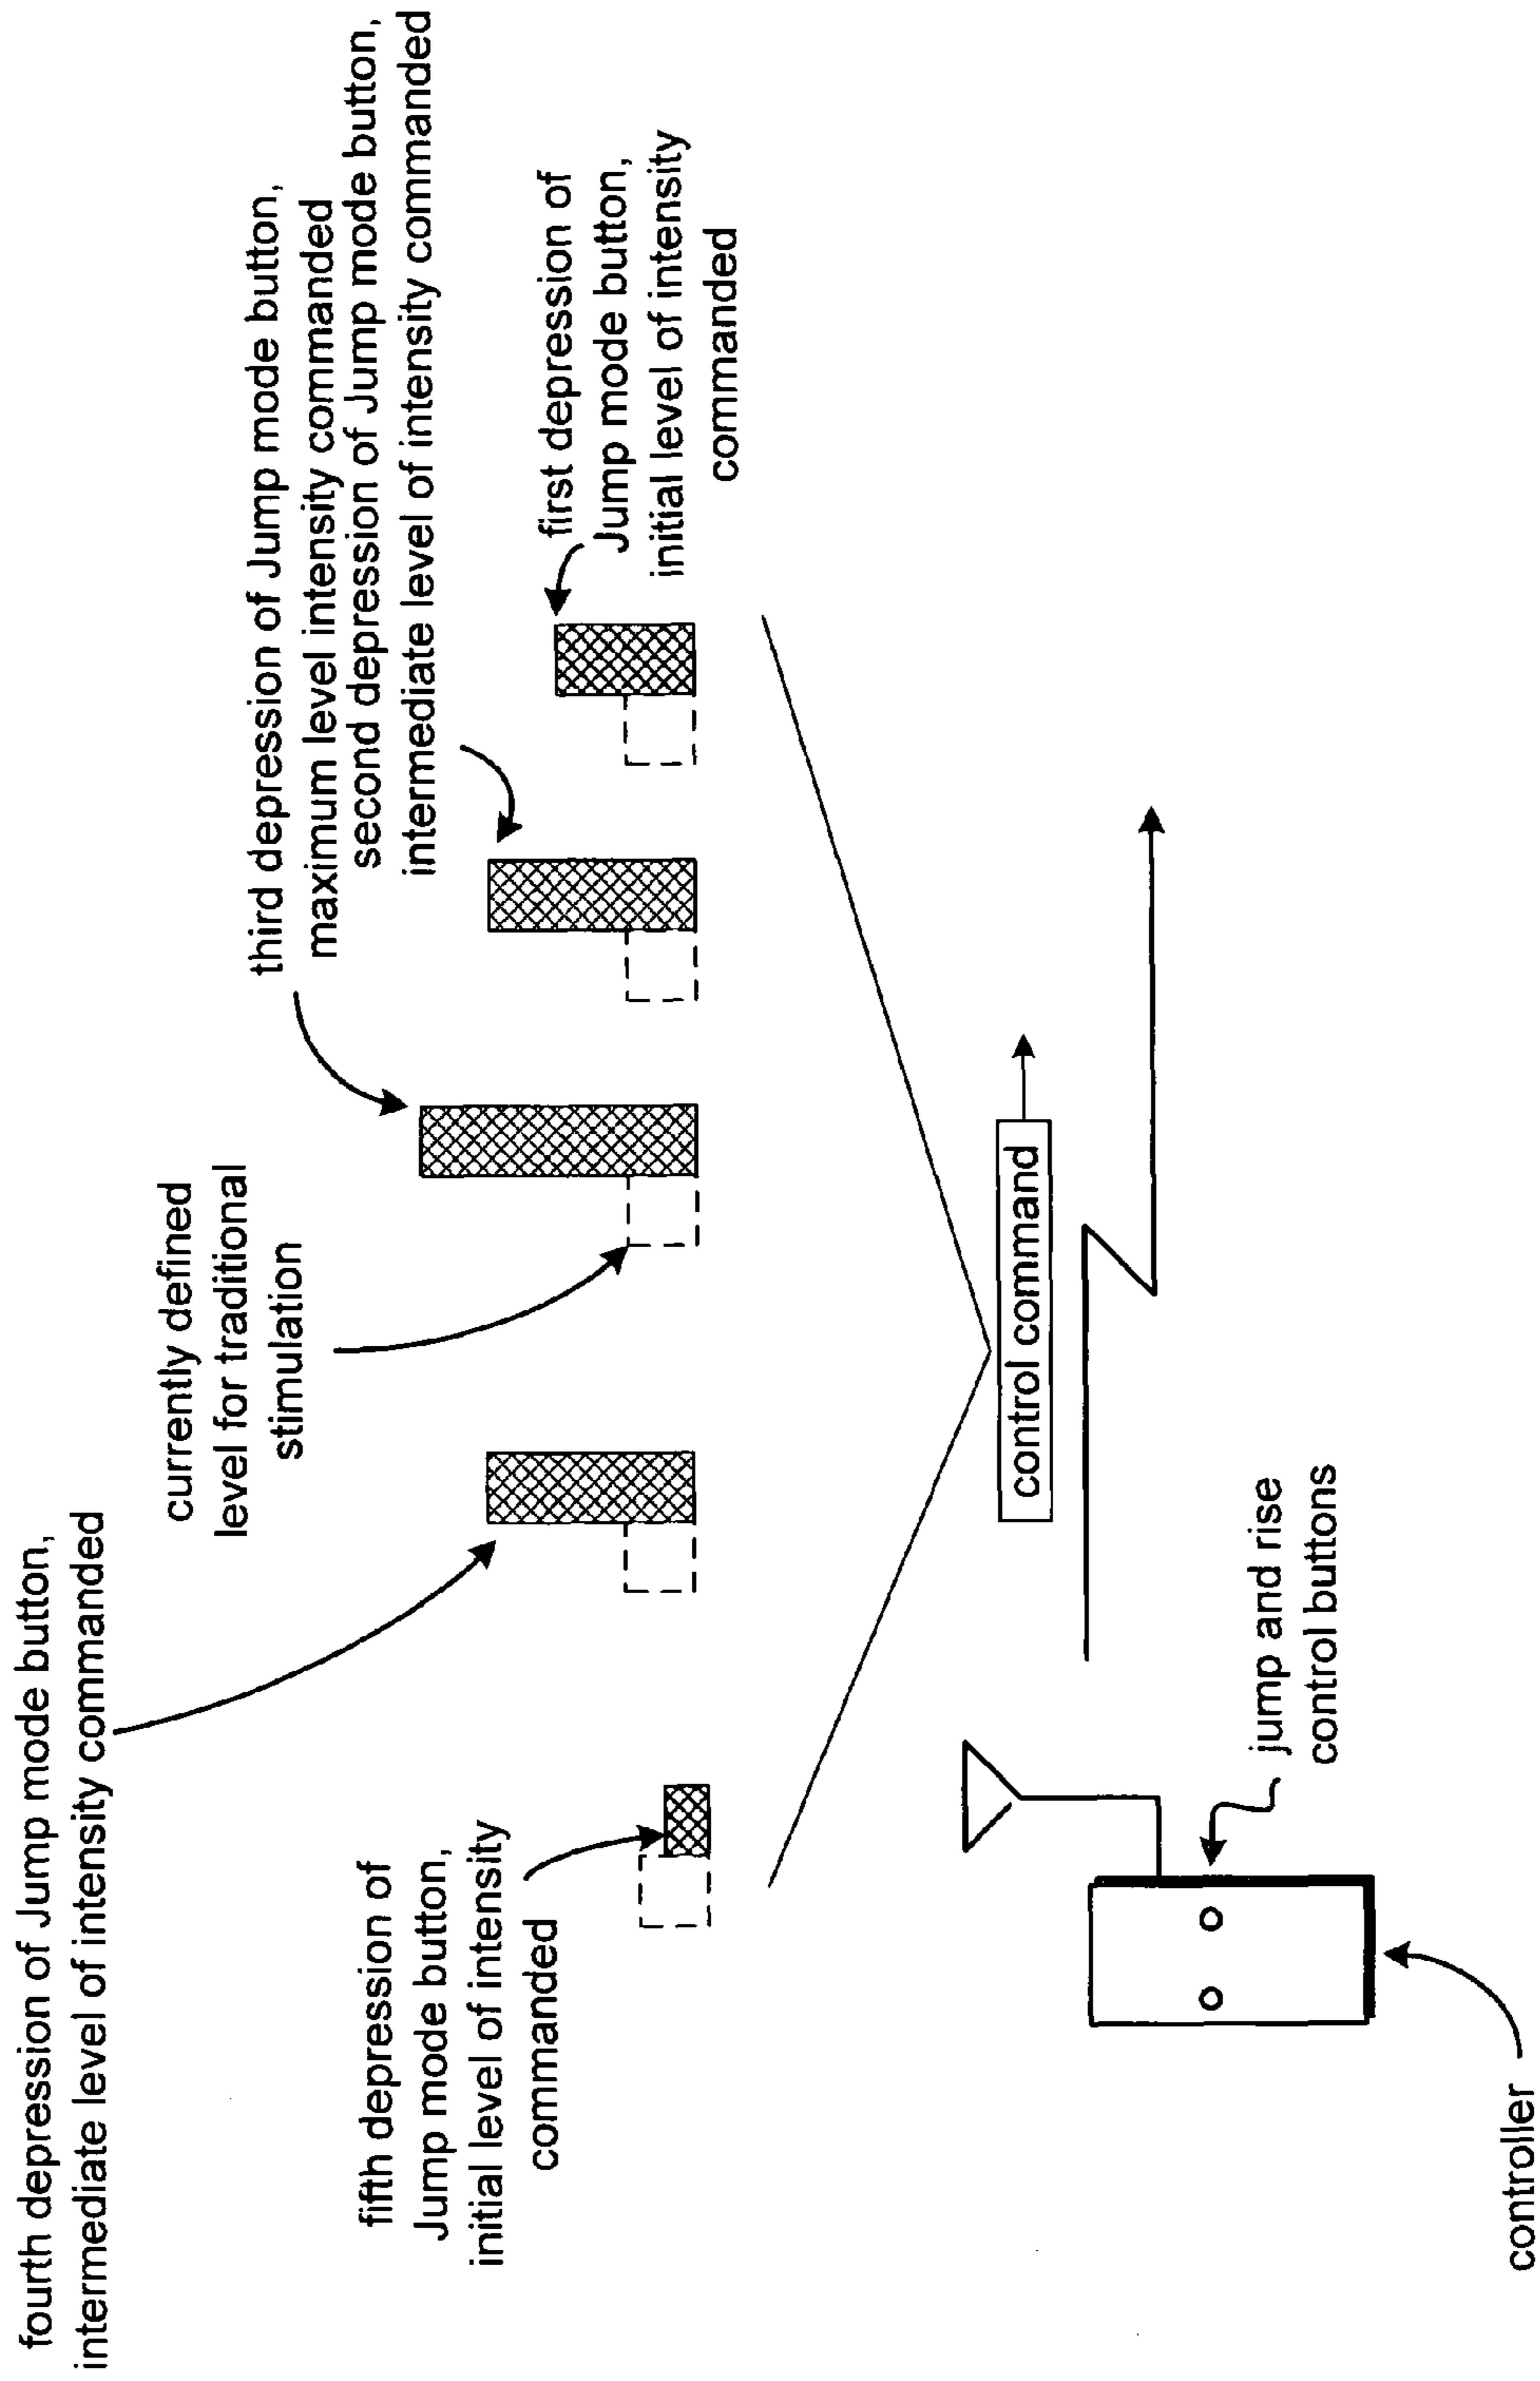 fourth depression of Jump mode button,
intermediate level of intensity commanded
currently defined
level for traditional
stimulation
third depression of Jump mode button,
maximum level intensity commanded
second depression of Jump mode button,
intermediate level of intensity commanded
fifth depression of
Jump mode button,
initial level of intensity
commanded
first depression of
Jump mode button,
initial level of intensity
commanded
control command
jump and rise
control buttons
controller